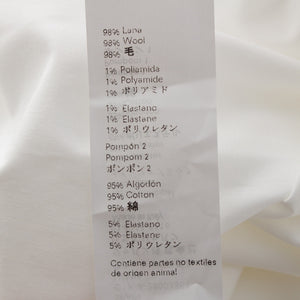 98% Lana
98% Wool
98% 毛
1% Poliamida
1% Polyamide
1% ポリアミド
1% Elastano
1% Elastane
1% ポリウレタン
Pompón 2
Pompom 2
ポンポン 2
95% Algodón
95% Cotton
95% 綿
5% Elastano
5% Elastane
5% ポリウレタン
Contiene partes no textiles
de origen animal